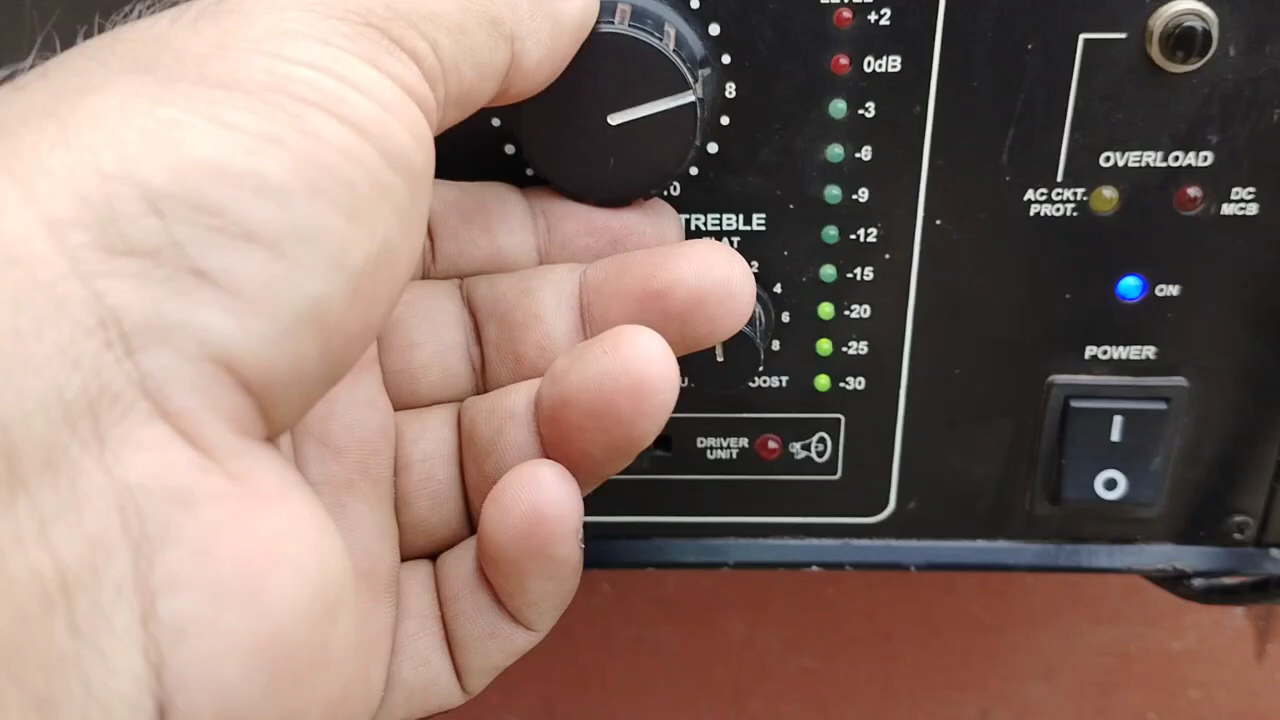 LEVEL
+2
0dB
-3
-6
-9
-12
-15
-20
-25
-30
8
TREBLE
2
4
6
8
DRIVER
UNIT
OVERLOAD
AC CKT.
PROT.
DC
MCB
ON
POWER
I
O